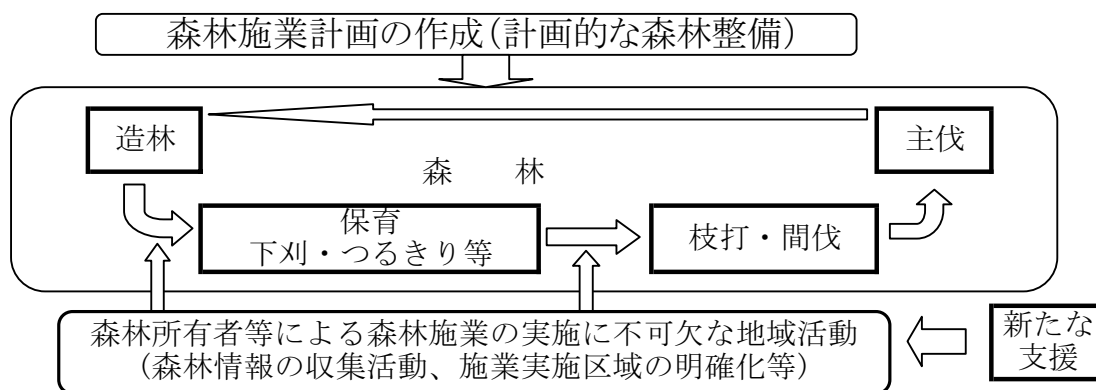 森林施業計画の作成(計画的な森林整備)
造林
主伐
森 林
保育
下刈・つるきり等
枝打・間伐
森林所有者等による森林施業の実施に不可欠な地域活動
(森林情報の収集活動、施業実施区域の明確化等)
新たな
支援